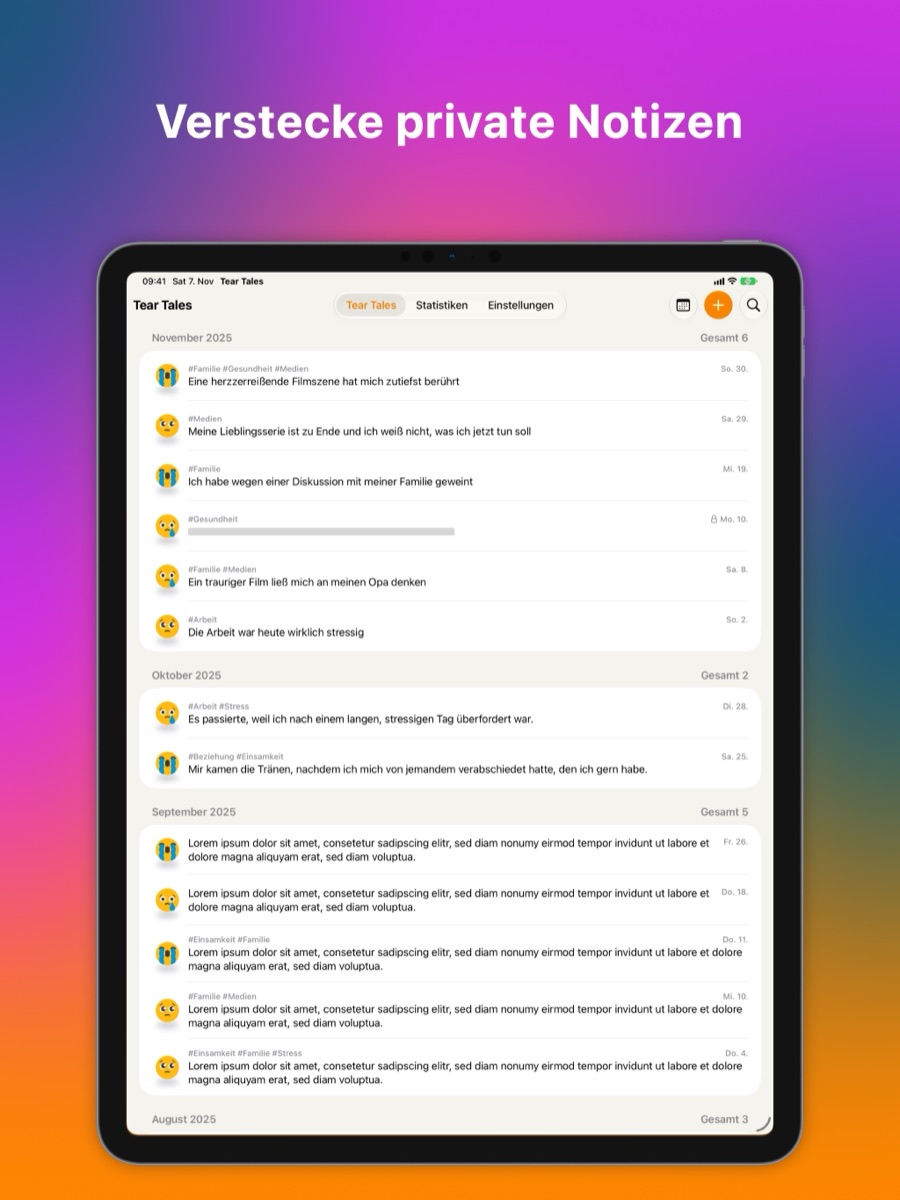 Verstecke private Notizen
09:41 Sat 7. Nov Tear Tales
Tear Tales
Tear Tales Statistiken Einstellungen
November 2025 Gesamt 6
#Familie #Gesundheit #Medien So. 30.
Eine herzzerreißende Filmszene hat mich zutiefst berührt
#Medien Sa. 29.
Meine Lieblingsserie ist zu Ende und ich weiß nicht, was ich jetzt tun soll
#Familie Mi. 19.
Ich habe wegen einer Diskussion mit meiner Familie geweint
#Gesundheit Mo. 10.
#Familie #Medien Sa. 8.
Ein trauriger Film ließ mich an meinen Opa denken
#Arbeit So. 2.
Die Arbeit war heute wirklich stressig
Oktober 2025 Gesamt 2
#Arbeit #Stress Di. 28.
Es passierte, weil ich nach einem langen, stressigen Tag überfordert war.
#Beziehung #Einsamkeit Sa. 25.
Mir kamen die Tränen, nachdem ich mich von jemandem verabschiedet hatte, den ich gern habe.
September 2025 Gesamt 5
Lorem ipsum dolor sit amet, consetetur sadipscing elitr, sed diam nonumy eirmod tempor invidunt ut labore et Fr. 26.
dolore magna aliquyam erat, sed diam voluptua.
Lorem ipsum dolor sit amet, consetetur sadipscing elitr, sed diam nonumy eirmod tempor invidunt ut labore et Do. 18.
dolore magna aliquyam erat, sed diam voluptua.
#Einsamkeit #Familie Do. 11.
Lorem ipsum dolor sit amet, consetetur sadipscing elitr, sed diam nonumy eirmod tempor invidunt ut labore et dolore
magna aliquyam erat, sed diam voluptua.
#Familie #Medien Mi. 10.
Lorem ipsum dolor sit amet, consetetur sadipscing elitr, sed diam nonumy eirmod tempor invidunt ut labore et dolore
magna aliquyam erat, sed diam voluptua.
#Einsamkeit #Familie #Stress Do. 4.
Lorem ipsum dolor sit amet, consetetur sadipscing elitr, sed diam nonumy eirmod tempor invidunt ut labore et dolore
magna aliquyam erat, sed diam voluptua.
August 2025 Gesamt 3